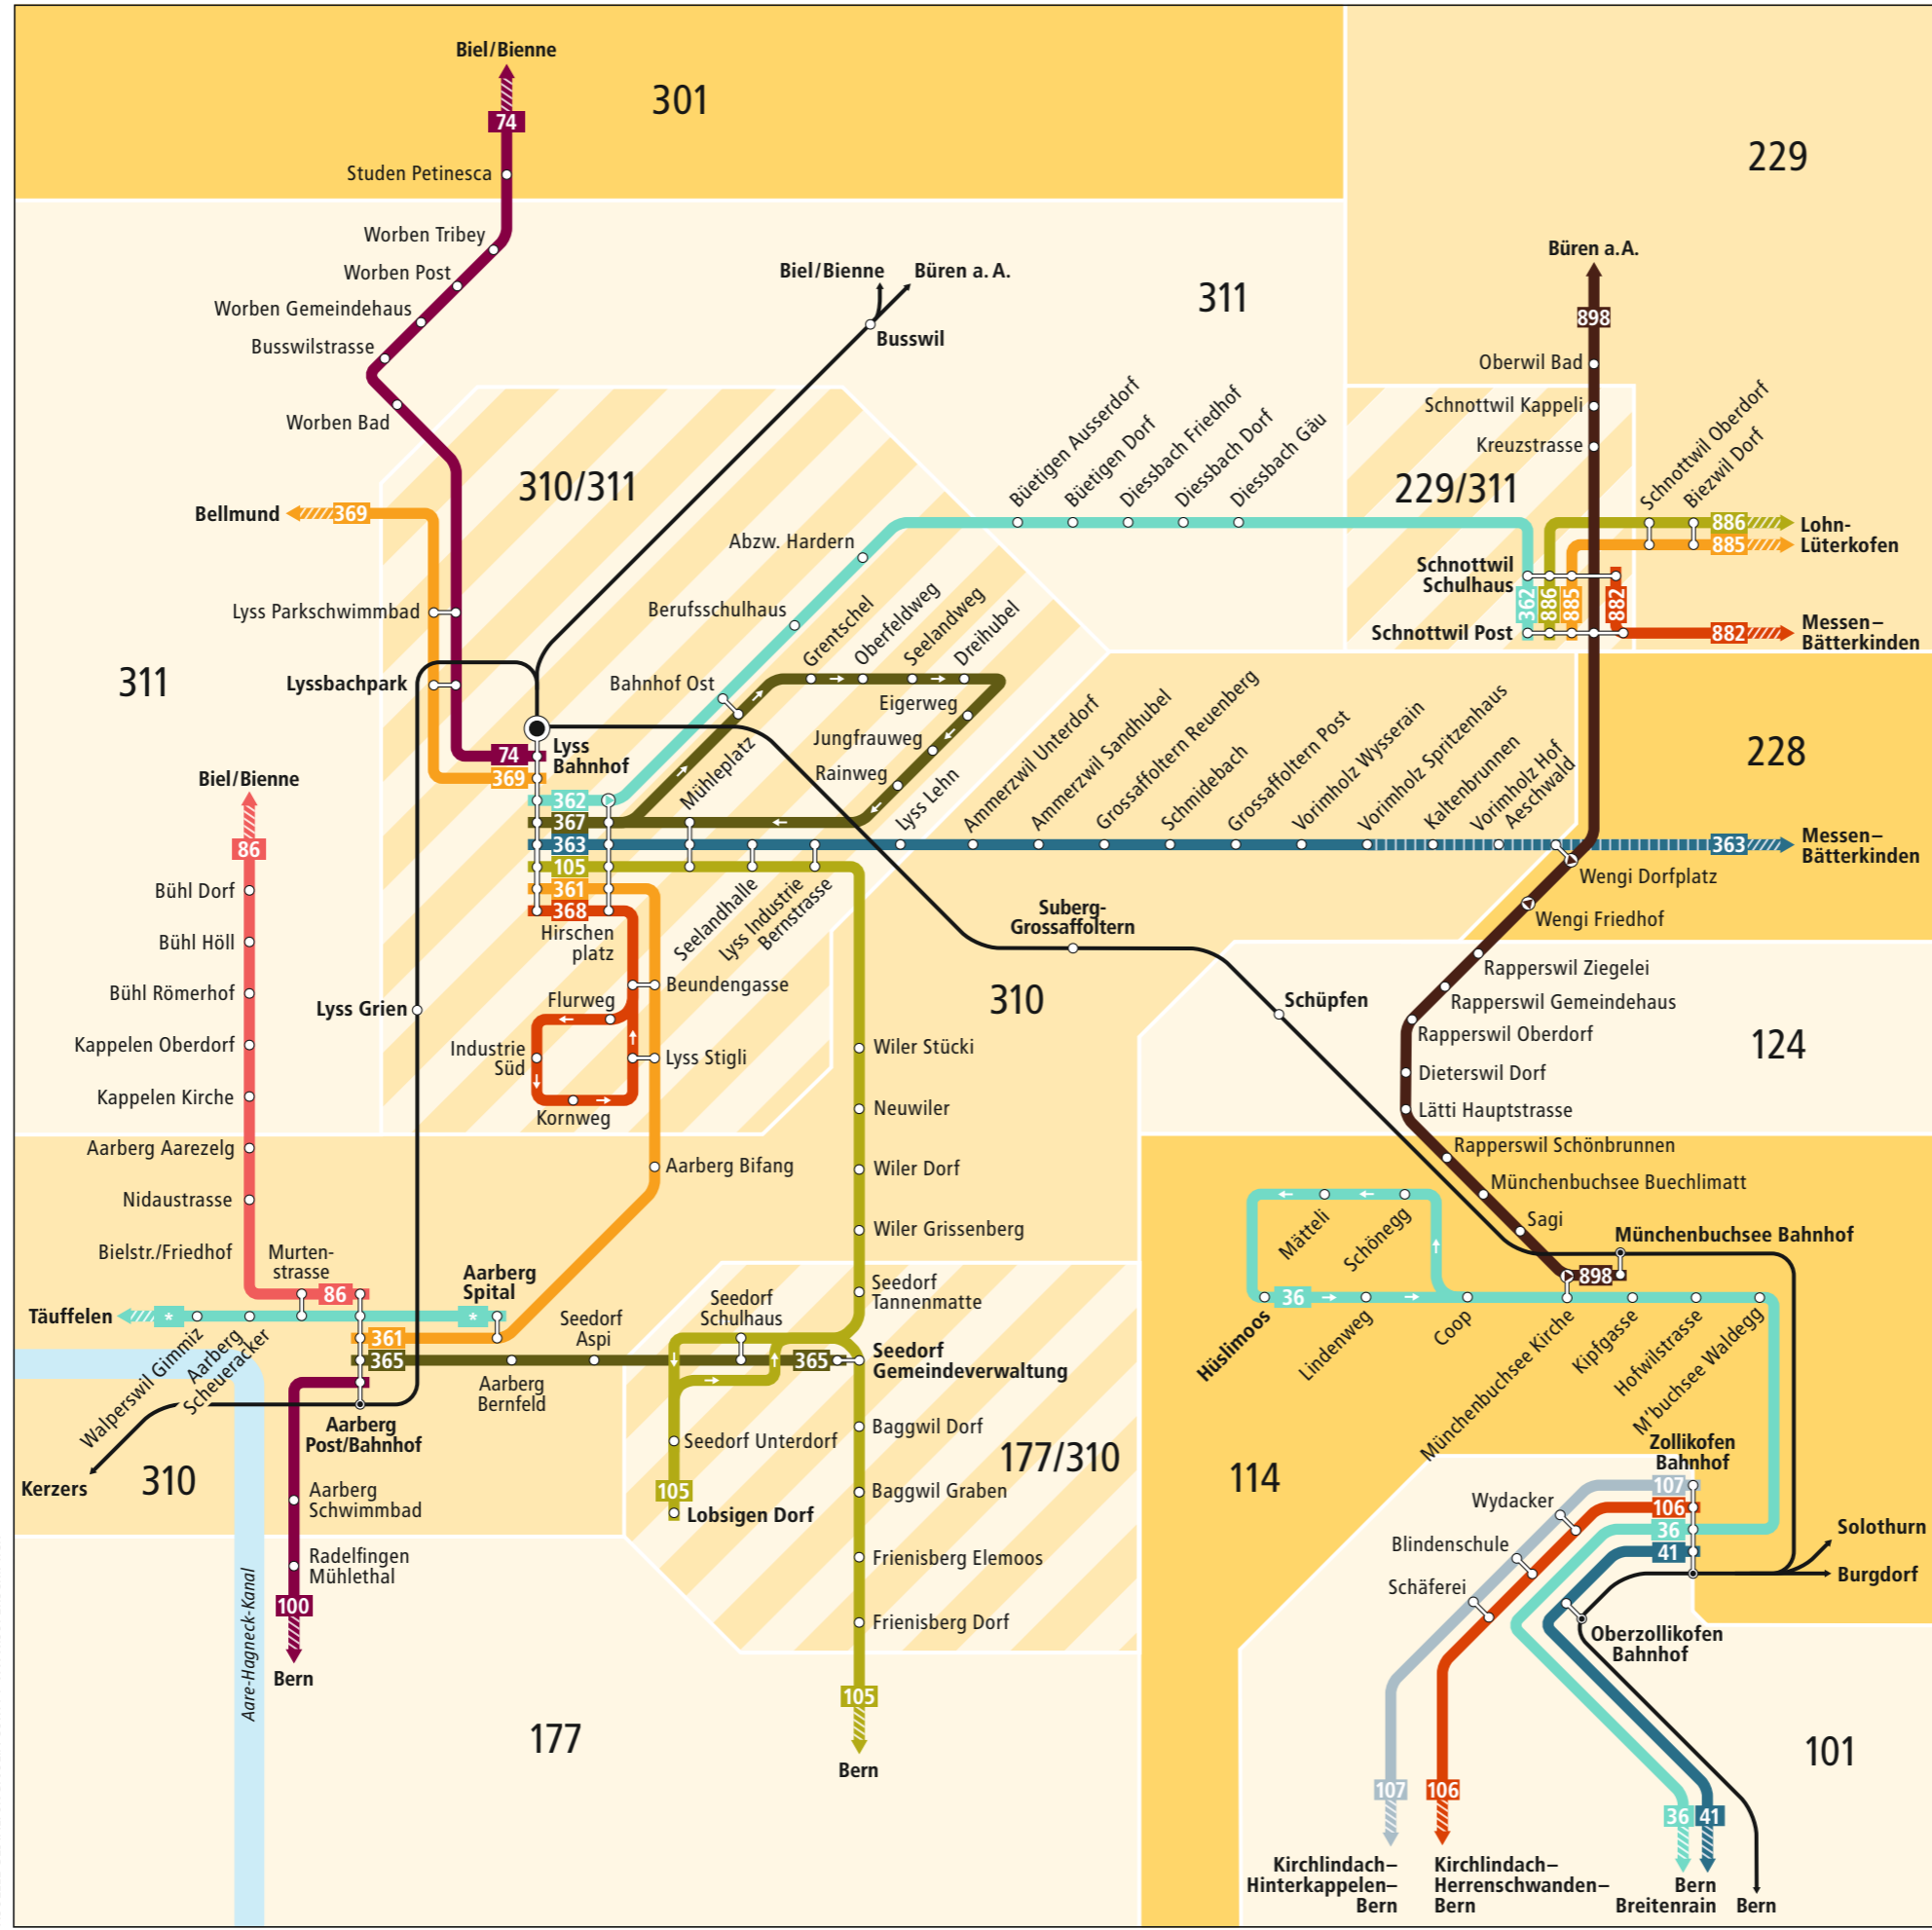 Biel/Bienne
301
74
229
Studen Petinesca
Worben Tribey
Büren a.A.
Worben Post
Biel/Bienne
Büren a. A.
311
Worben Gemeindehaus
898
Busswilstrasse
Busswil
Oberwil Bad
Worben Bad
Schnottwil Kappeli
Kreuzstrasse
310/311
229/311
Büetigen Ausserdorf
Büetigen Dorf
Diessbach Friedhof
Diessbach Dorf
Diessbach Gäu
Schnottwil Oberdorf
Biezwil Dorf
Bellmund
369
886
885
Lohn-
Lüterkofen
Abzw. Hardern
Schnottwil
Schulhaus
Lyss Parkschwimmbad
Berufsschulhaus
362
886
885
882
Schnottwil Post
882
Messen–
Bätterkinden
Grentschel
Oberfeldweg
Seelandweg
Dreihubel
311
Lyssbachpark
Bahnhof Ost
Eigerweg
Jungfrauweg
Rainweg
228
74
Lyss
Bahnhof
369
Biel/Bienne
362
367
363
105
361
368
Mühleplatz
Lyss Lehn
Ammerzwil Unterdorf
Ammerzwil Sandhubel
Grossaffoltern Reuenberg
Schmidebach
Grossaffoltern Post
Vorimholz Wysserain
Vorimholz Spritzenhaus
Kaltenbrunnen
Vorimholz Hof
Aeschwald
363
Messen–
Bätterkinden
86
Bühl Dorf
Wengi Dorfplatz
Hirschen
platz
Seelandhalle
Lyss Industrie
Bernstrasse
Suberg-
Grossaffoltern
Wengi Friedhof
Bühl Höll
Rapperswil Ziegelei
Bühl Römerhof
Beundengasse
310
Schüpfen
Rapperswil Gemeindehaus
Lyss Grien
Flurweg
Rapperswil Oberdorf
124
Kappelen Oberdorf
Industrie
Süd
Lyss Stigli
Wiler Stücki
Dieterswil Dorf
Kappelen Kirche
Kornweg
Neuwiler
Lätti Hauptstrasse
Aarberg Aarezelg
Aarberg Bifang
Wiler Dorf
Rapperswil Schönbrunnen
Nidaustrasse
Münchenbuchsee Buechlimatt
Wiler Grissenberg
Mätteli
Schönegg
Sagi
Münchenbuchsee Bahnhof
Bielstr./Friedhof
Murten-
strasse
86
Aarberg
Spital
Seedorf
Tannenmatte
898
Täuffelen
*
*
Seedorf
Aspi
Seedorf
Schulhaus
36
Hüslimoos
Lindenweg
Coop
Münchenbuchsee Kirche
Kipfgasse
Hofwilstrasse
M'buchsee Waldegg
Walperswil Gimmiz
Aarberg
Scheueracker
361
365
365
Seedorf
Gemeindeverwaltung
Aarberg
Bernfeld
Aarberg
Post/Bahnhof
Baggwil Dorf
Seedorf Unterdorf
177/310
Zollikofen
Bahnhof
Kerzers
310
114
Aarberg
Schwimmbad
105
Baggwil Graben
107
Wydacker
106
Lobsigen Dorf
36
Solothurn
Blindenschule
41
Radelfingen
Mühlethal
Frienisberg Elemoos
Burgdorf
Schäferei
100
Frienisberg Dorf
Oberzollikofen
Bahnhof
Aare-Hagneck-Kanal
Bern
105
177
101
Bern
107
106
36
41
Kirchlindach–
Hinterkappelen–
Bern
Kirchlindach–
Herrenschwanden–
Bern
Bern
Breitenrain
Bern